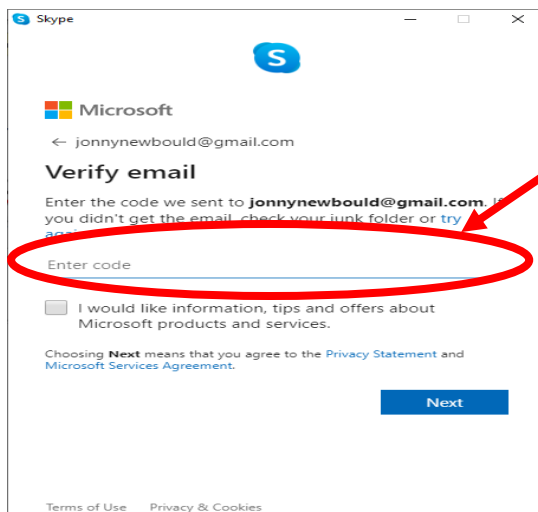 Skype
Microsoft
← jonnynewbould@gmail.com
Verify email
Enter the code we sent to jonnynewbould@gmail.com. If
you didn't get the email, check your junk folder or try
again.
Enter code
I would like information, tips and offers about
Microsoft products and services.
Choosing Next means that you agree to the Privacy Statement and
Microsoft Services Agreement.
Next
Terms of Use Privacy & Cookies